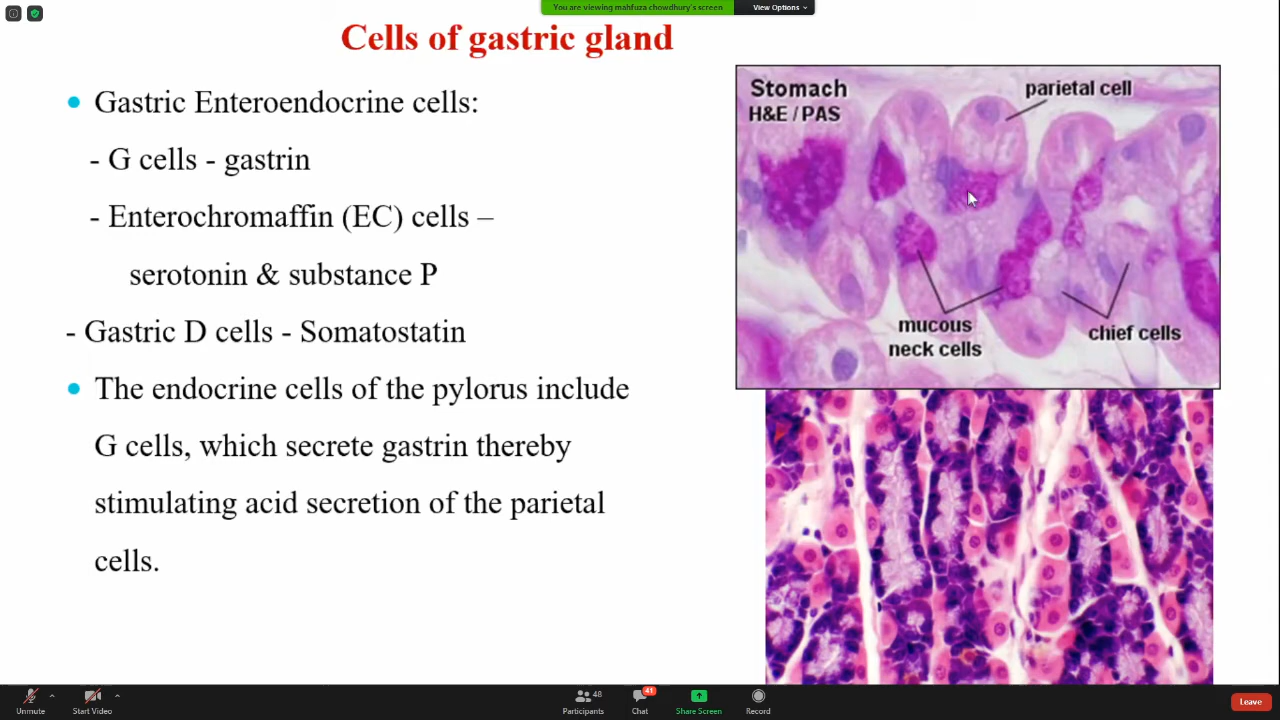 You are viewing mahfuza chowdhury's screen
View Options
Cells of gastric gland
Gastric Enteroendocrine cells:
- G cells - gastrin
- Enterochromaffin (EC) cells –
serotonin & substance P
- Gastric D cells - Somatostatin
The endocrine cells of the pylorus include
G cells, which secrete gastrin thereby
stimulating acid secretion of the parietal
cells.
Stomach
H&E / PAS
parietal cell
mucous
neck cells
chief cells
Unmute
Start Video
48
Participants
41
Chat
Share Screen
Record
Leave